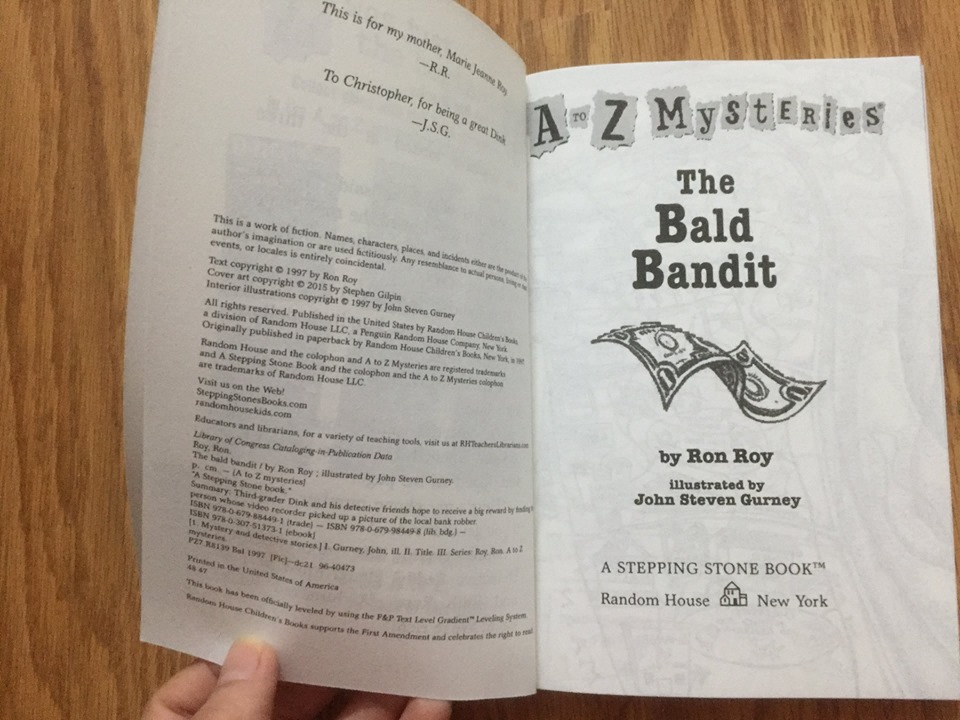 This is for my mother, Marie Jeanne Roy.
—R.R.
To Christopher, for being a great Dink
—J.S.G.
This is a work of fiction. Names, characters, places, and incidents either are the product of the
author's imagination or are used fictitiously. Any resemblance to actual persons, living or dead,
events, or locales is entirely coincidental.
Text copyright © 1997 by Ron Roy
Cover art copyright © 2015 by Stephen Gilpin
Interior illustrations copyright © 1997 by John Steven Gurney
All rights reserved. Published in the United States by Random House Children's Books,
a division of Random House LLC, a Penguin Random House Company, New York.
Originally published in paperback by Random House Children's Books, New York, in 1997.
Random House and the colophon and A to Z Mysteries are registered trademarks
and A Stepping Stone Book and the colophon and the A to Z Mysteries colophon
are trademarks of Random House LLC.
Visit us on the Web!
SteppingStonesBooks.com
randomhousekids.com
Educators and librarians, for a variety of teaching tools, visit us at RHTeachersLibrarians.com
Library of Congress Cataloging-in-Publication Data
Roy, Ron.
The bald bandit / by Ron Roy ; illustrated by John Steven Gurney.
p. cm. — (A to Z mysteries)
"A Stepping Stone book."
Summary: Third-grader Dink and his detective friends hope to receive a big reward by finding
person whose video recorder picked up a picture of the local bank robber.
ISBN 978-0-679-88449-1 (trade) — ISBN 978-0-679-98449-8 (lib. bdg.) —
ISBN 978-0-307-51373-1 (ebook)
[1. Mystery and detective stories.] I. Gurney, John, ill. II. Title. III. Series: Roy, Ron. A to Z
mysteries.
PZ7.R8139 Bal 1997 [Fic]—dc21 96-40473
Printed in the United States of America
48 47
This book has been officially leveled by using the F&P Text Level Gradient™ Leveling System.
Random House Children's Books supports the First Amendment and celebrates the right to read
A TO Z MYSTERIES®
The
Bald
Bandit
by Ron Roy
illustrated by
John Steven Gurney
A STEPPING STONE BOOK™
Random House New York